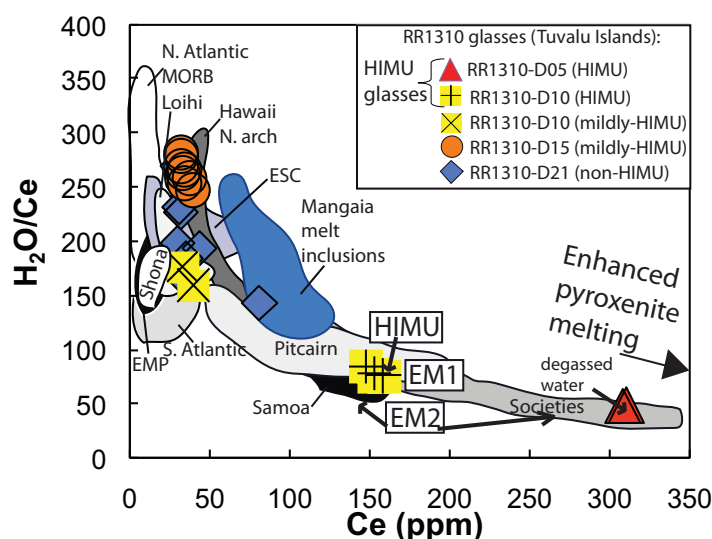 400
350
300
250
200
150
100
50
0
H₂O/Ce
N. Atlantic
MORB
Loihi
Hawaii
N. arch
ESC
Mangaia
melt
inclusions
Shona
EMP
S. Atlantic
Pitcairn
Samoa
HIMU
EM1
EM2
Societies
degassed
water
Enhanced
pyroxenite
melting
RR1310 glasses (Tuvalu Islands):
HIMU
glasses
RR1310-D05 (HIMU)
RR1310-D10 (HIMU)
RR1310-D10 (mildly-HIMU)
RR1310-D15 (mildly-HIMU)
RR1310-D21 (non-HIMU)
0 50 100 150 200 250 300 350
Ce (ppm)